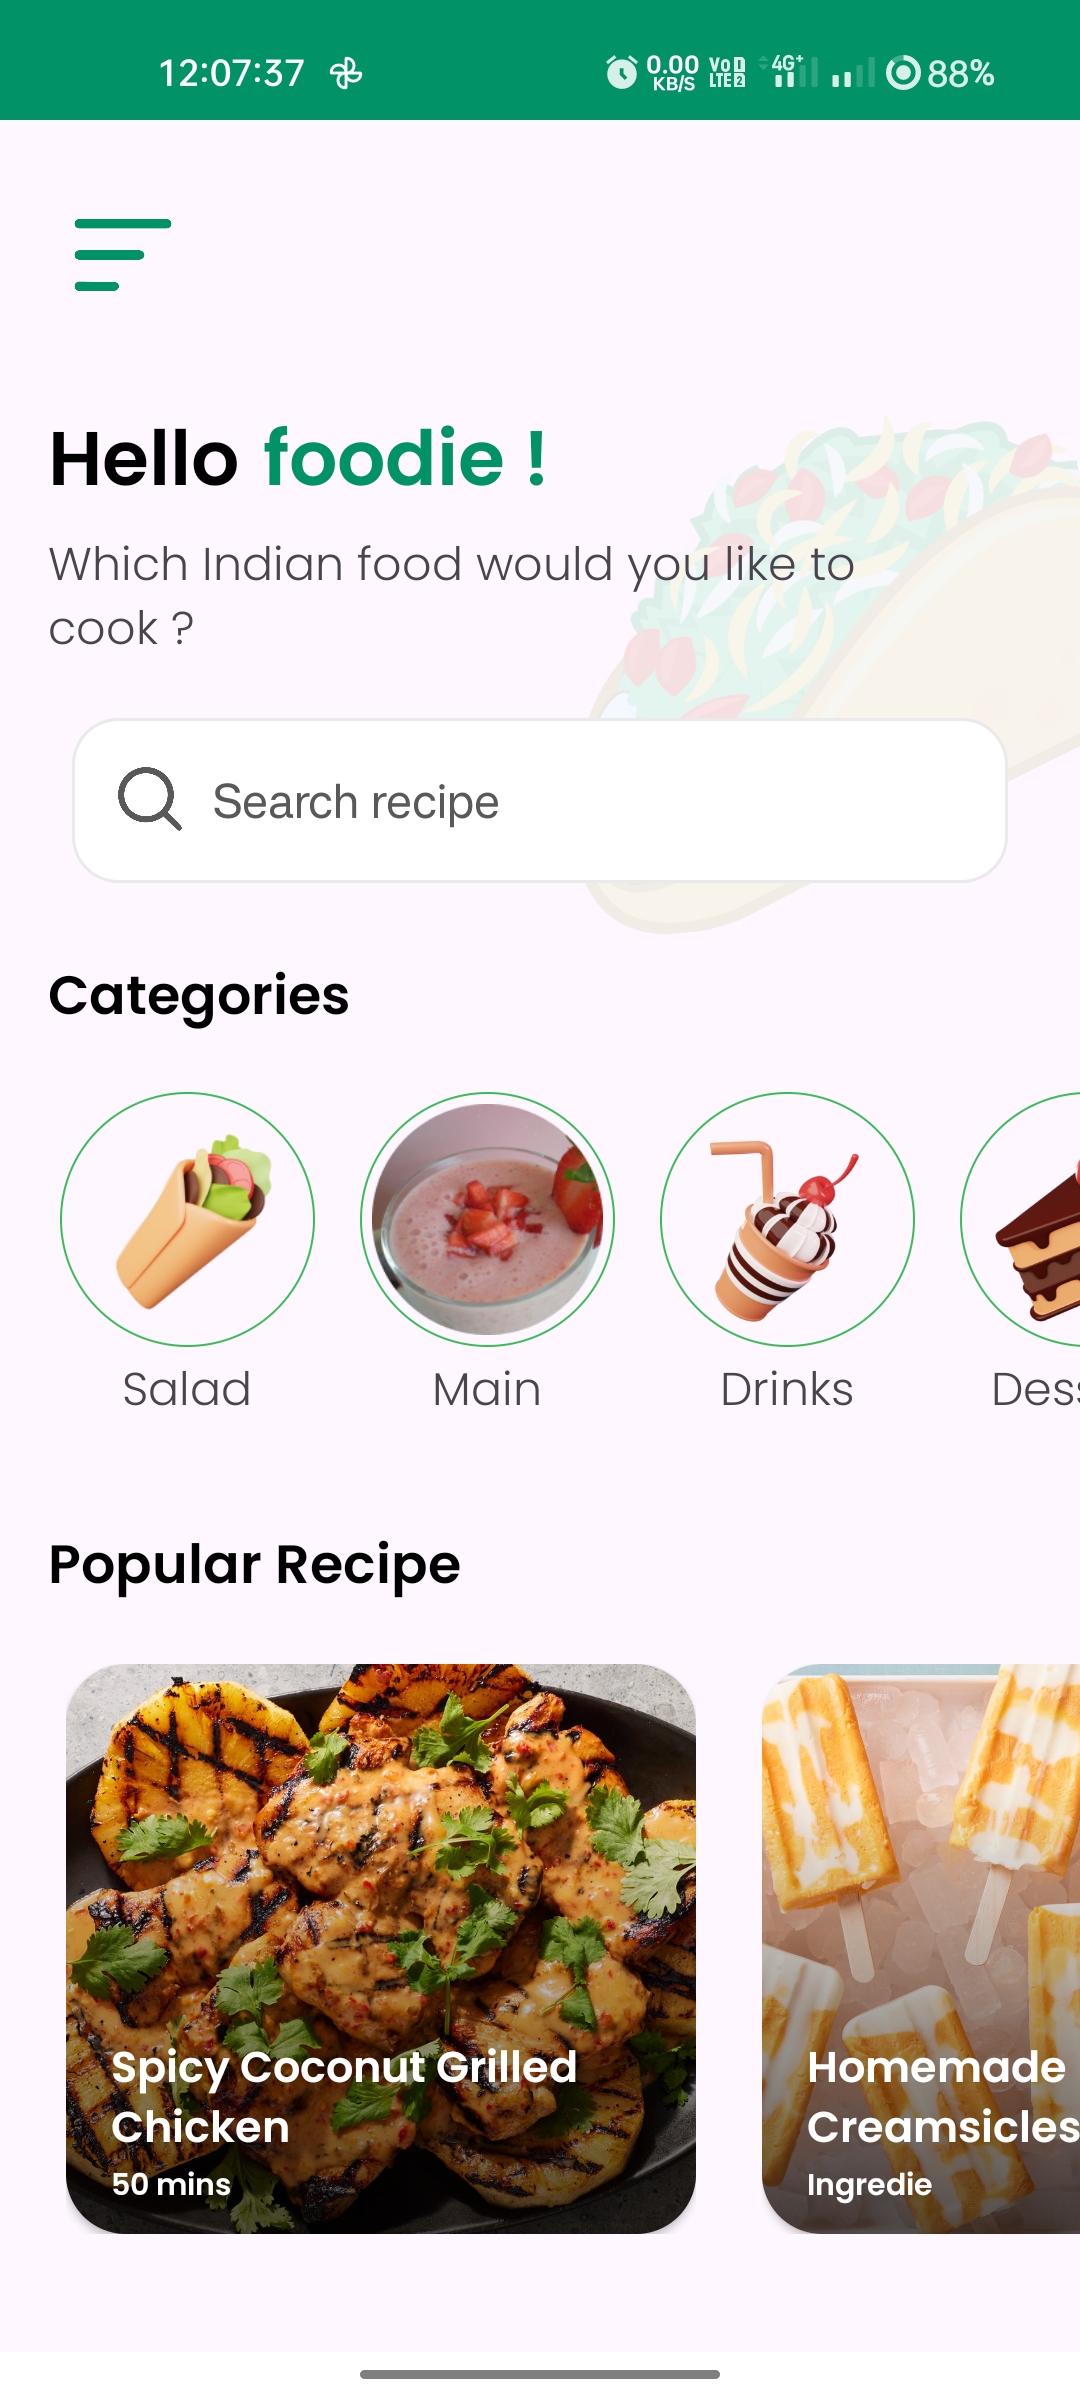 12:07:37
0.00 KB/S
Vo 1 LTE 2
4G+
88%
Hello foodie !
Which Indian food would you like to
cook ?
Search recipe
Categories
Salad Main Drinks Dess
Popular Recipe
Spicy Coconut Grilled
Chicken
50 mins
Homemade
Creamsicles
Ingredie